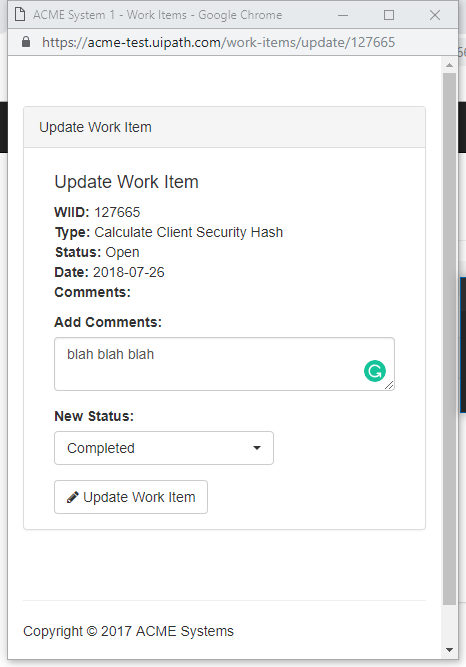 ACME System 1 - Work Items - Google Chrome
https://acme-test.uipath.com/work-items/update/127665
Update Work Item
Update Work Item
WIID: 127665
Type: Calculate Client Security Hash
Status: Open
Date: 2018-07-26
Comments:
Add Comments:
blah blah blah
New Status:
Completed
Update Work Item
Copyright © 2017 ACME Systems